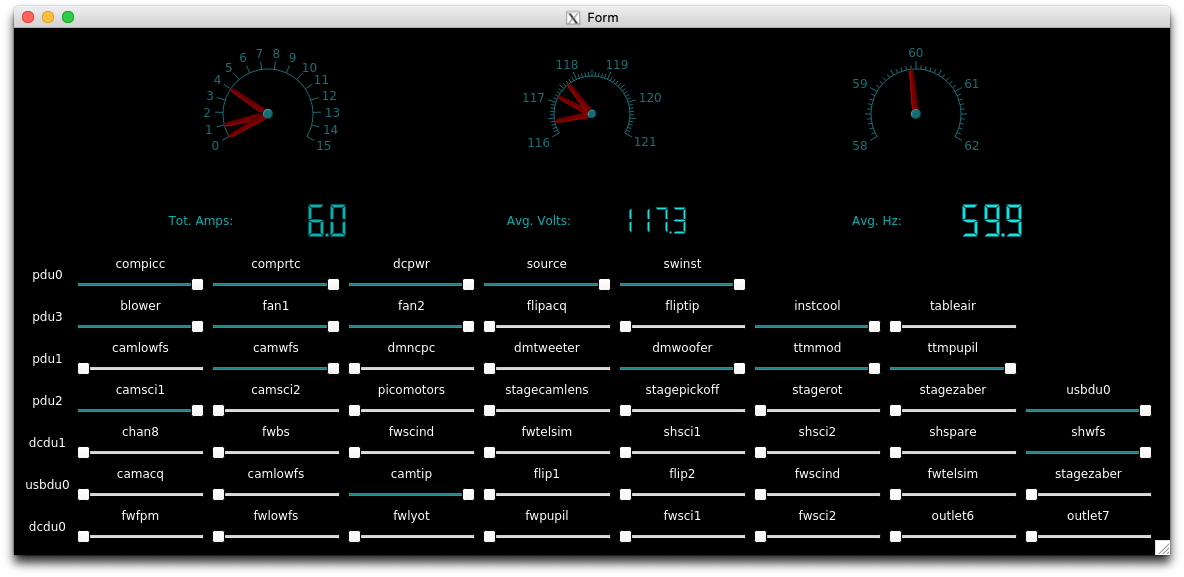 Form
0 1 2 3 4 5 6 7 8 9 10 11 12 13 14 15
116 117 118 119 120 121
58 59 60 61 62
Tot. Amps: 6.0 Avg. Volts: 117.3 Avg. Hz: 59.9
compicc comprtc dcpwr source swinst
pdu0
blower fan1 fan2 flipacq fliptip instcool tableair
pdu3
camlowfs camwfs dmncpc dmtweeter dmwoofer ttmmod ttmpupil
pdu1
camsci1 camsci2 picomotors stagecamlens stagepickoff stagerot stagezaber usbdu0
pdu2
chan8 fwbs fwscind fwtelsim shsci1 shsci2 shspare shwfs
dcdu1
camacq camlowfs camtip flip1 flip2 fwscind fwtelsim stagezaber
usbdu0
fwfpm fwlowfs fwlyot fwpupil fwsci1 fwsci2 outlet6 outlet7
dcdu0